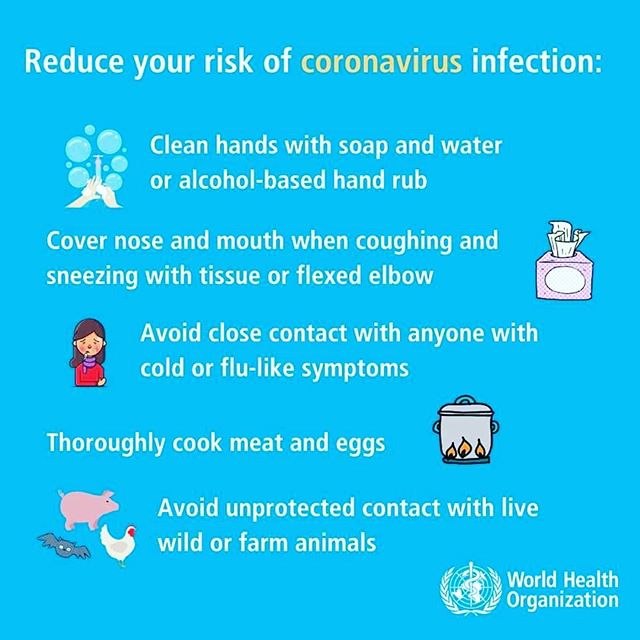 Reduce your risk of coronavirus infection:
Clean hands with soap and water
or alcohol-based hand rub
Cover nose and mouth when coughing and
sneezing with tissue or flexed elbow
Avoid close contact with anyone with
cold or flu-like symptoms
Thoroughly cook meat and eggs
Avoid unprotected contact with live
wild or farm animals
World Health
Organization